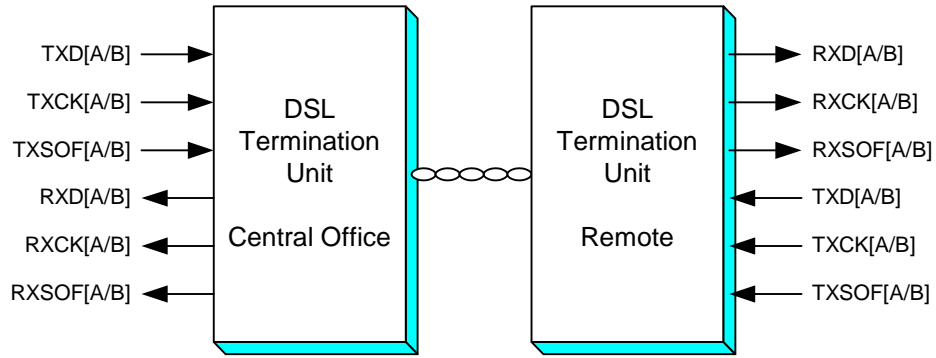 TXD[A/B]
TXCK[A/B]
TXSOF[A/B]
RXD[A/B]
RXCK[A/B]
RXSOF[A/B]
DSL
Termination
Unit
Central Office
DSL
Termination
Unit
Remote
RXD[A/B]
RXCK[A/B]
RXSOF[A/B]
TXD[A/B]
TXCK[A/B]
TXSOF[A/B]